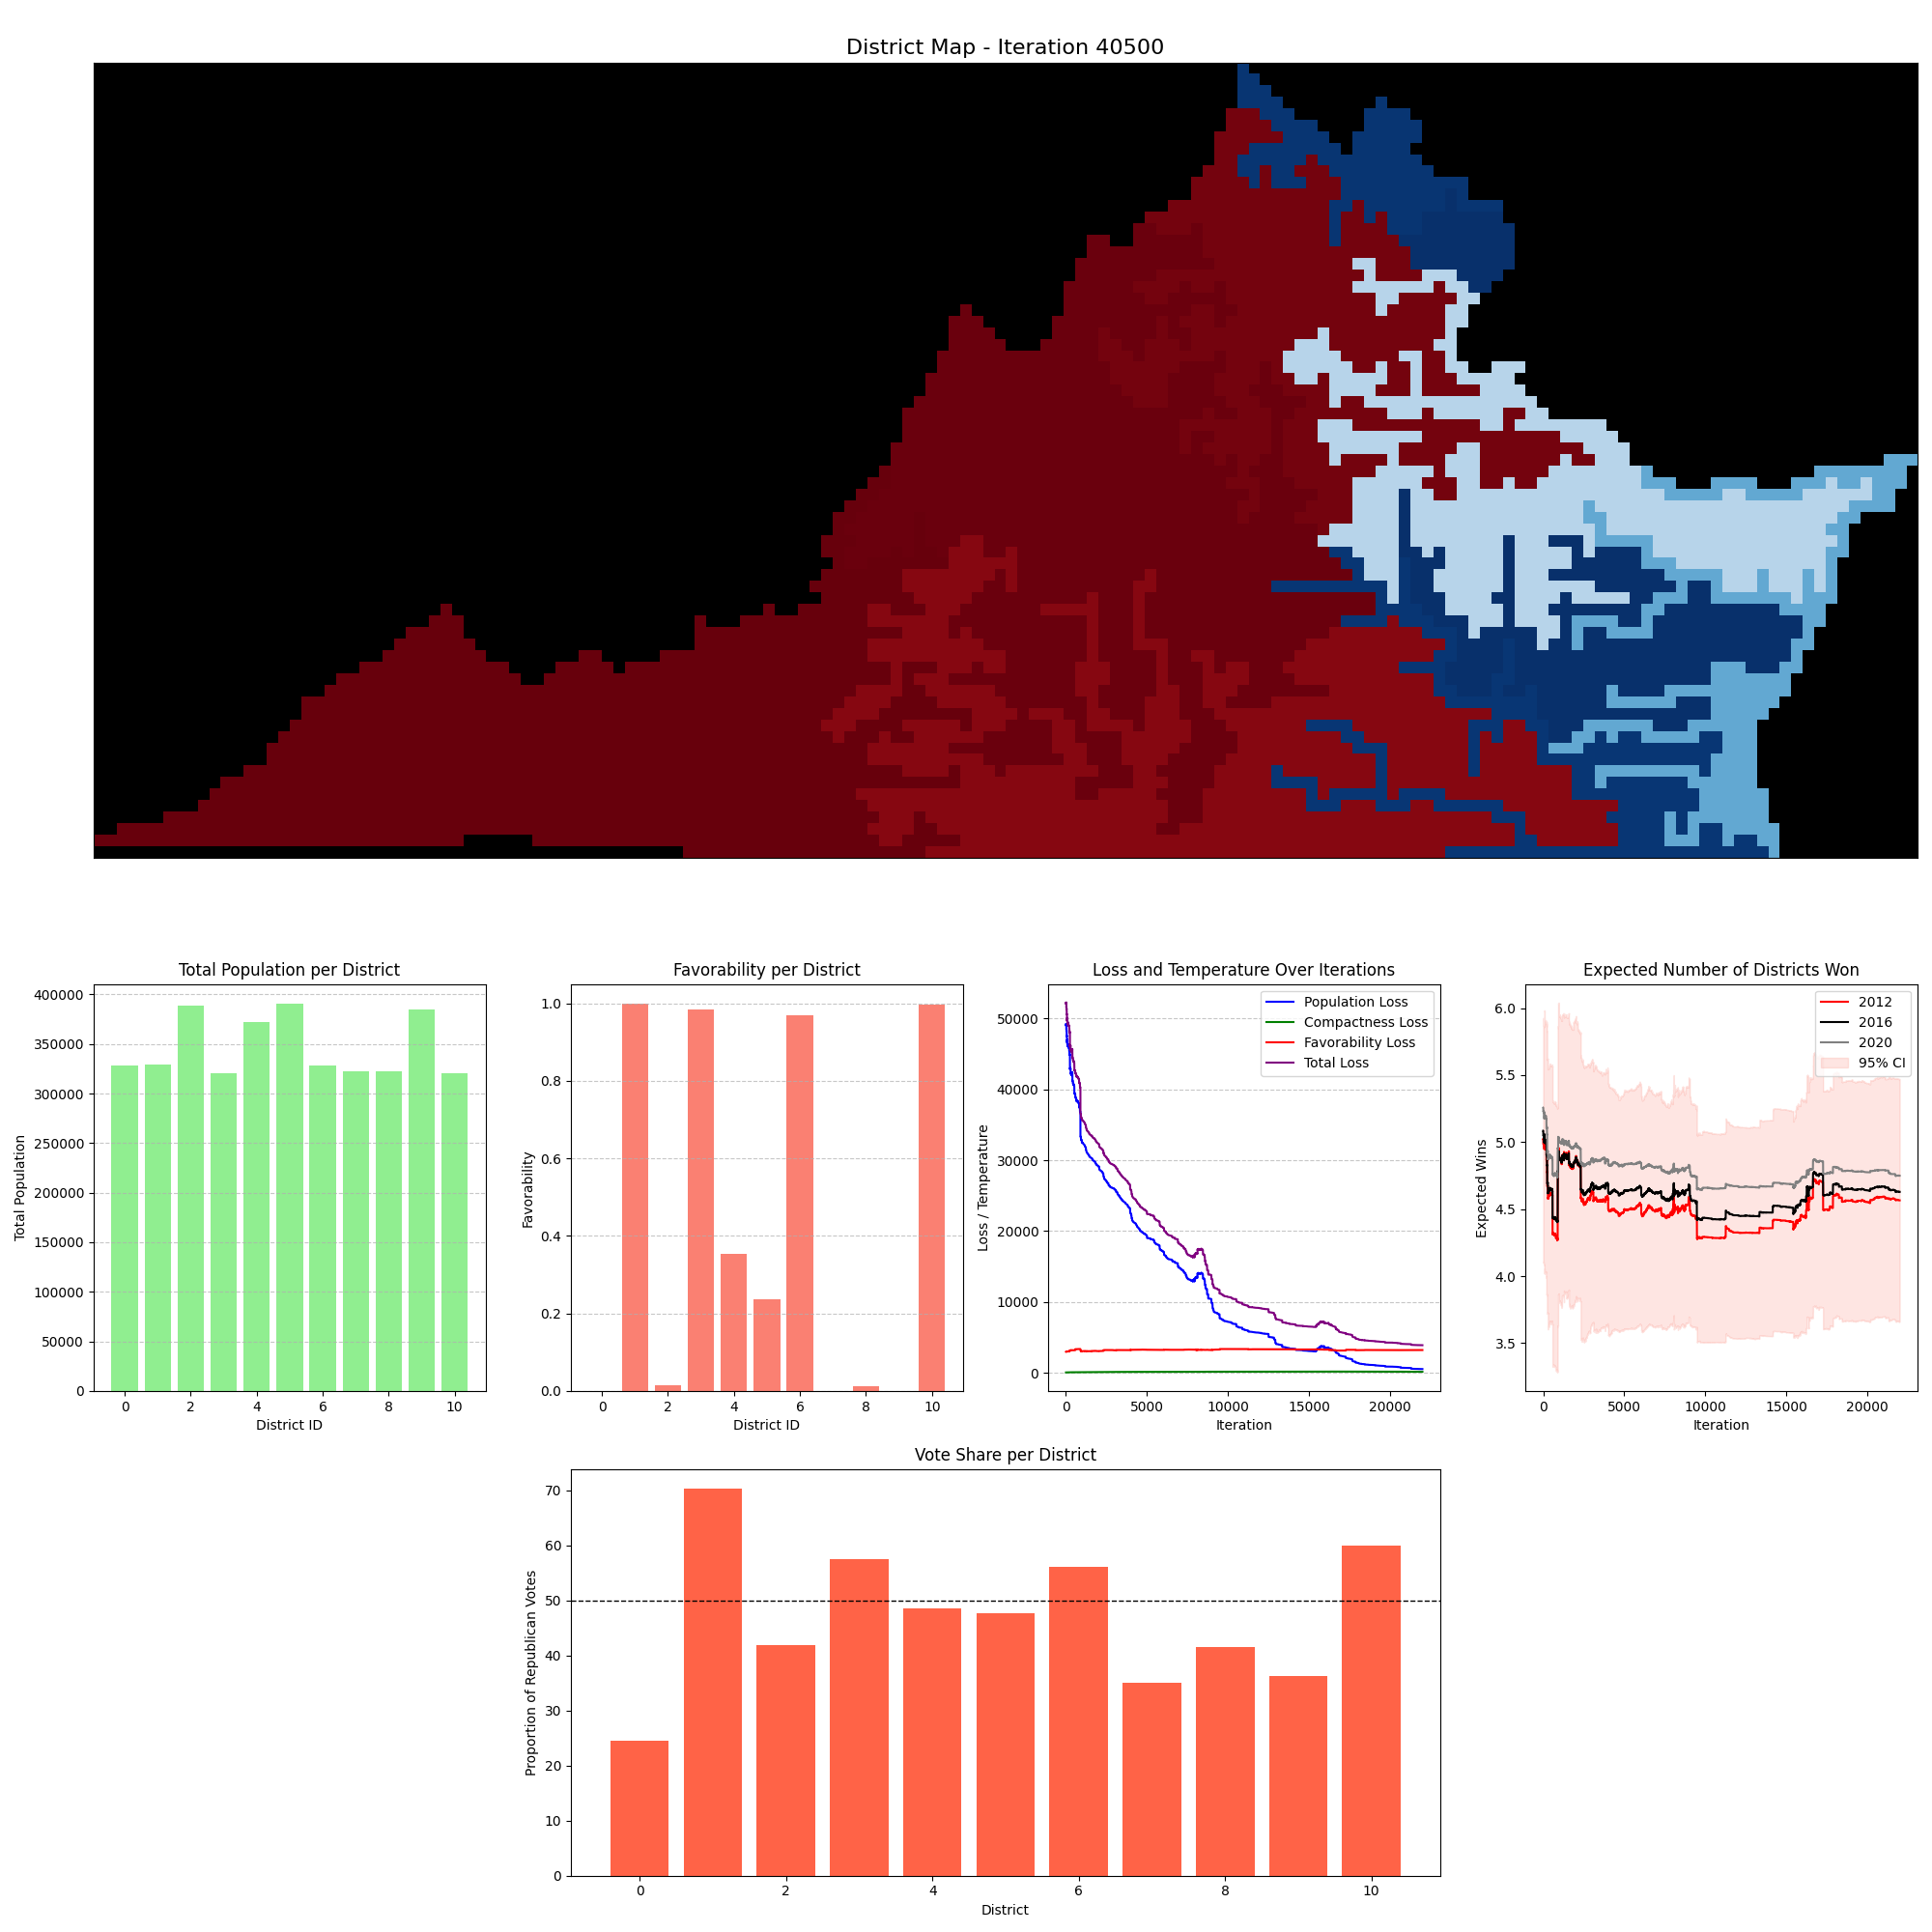 District Map - Iteration 40500
Total Population per District
Total Population
400000
350000
300000
250000
200000
150000
100000
50000
0
0 2 4 6 8 10
District ID
Favorability per District
Favorability
1.0
0.8
0.6
0.4
0.2
0.0
0 2 4 6 8 10
District ID
Loss and Temperature Over Iterations
Loss / Temperature
50000
40000
30000
20000
10000
0
Population Loss
Compactness Loss
Favorability Loss
Total Loss
0 5000 10000 15000 20000
Iteration
Expected Number of Districts Won
Expected Wins
6.0
5.5
5.0
4.5
4.0
3.5
2012
2016
2020
95% CI
0 5000 10000 15000 20000
Iteration
Vote Share per District
Proportion of Republican Votes
70
60
50
40
30
20
10
0
0 2 4 6 8 10
District